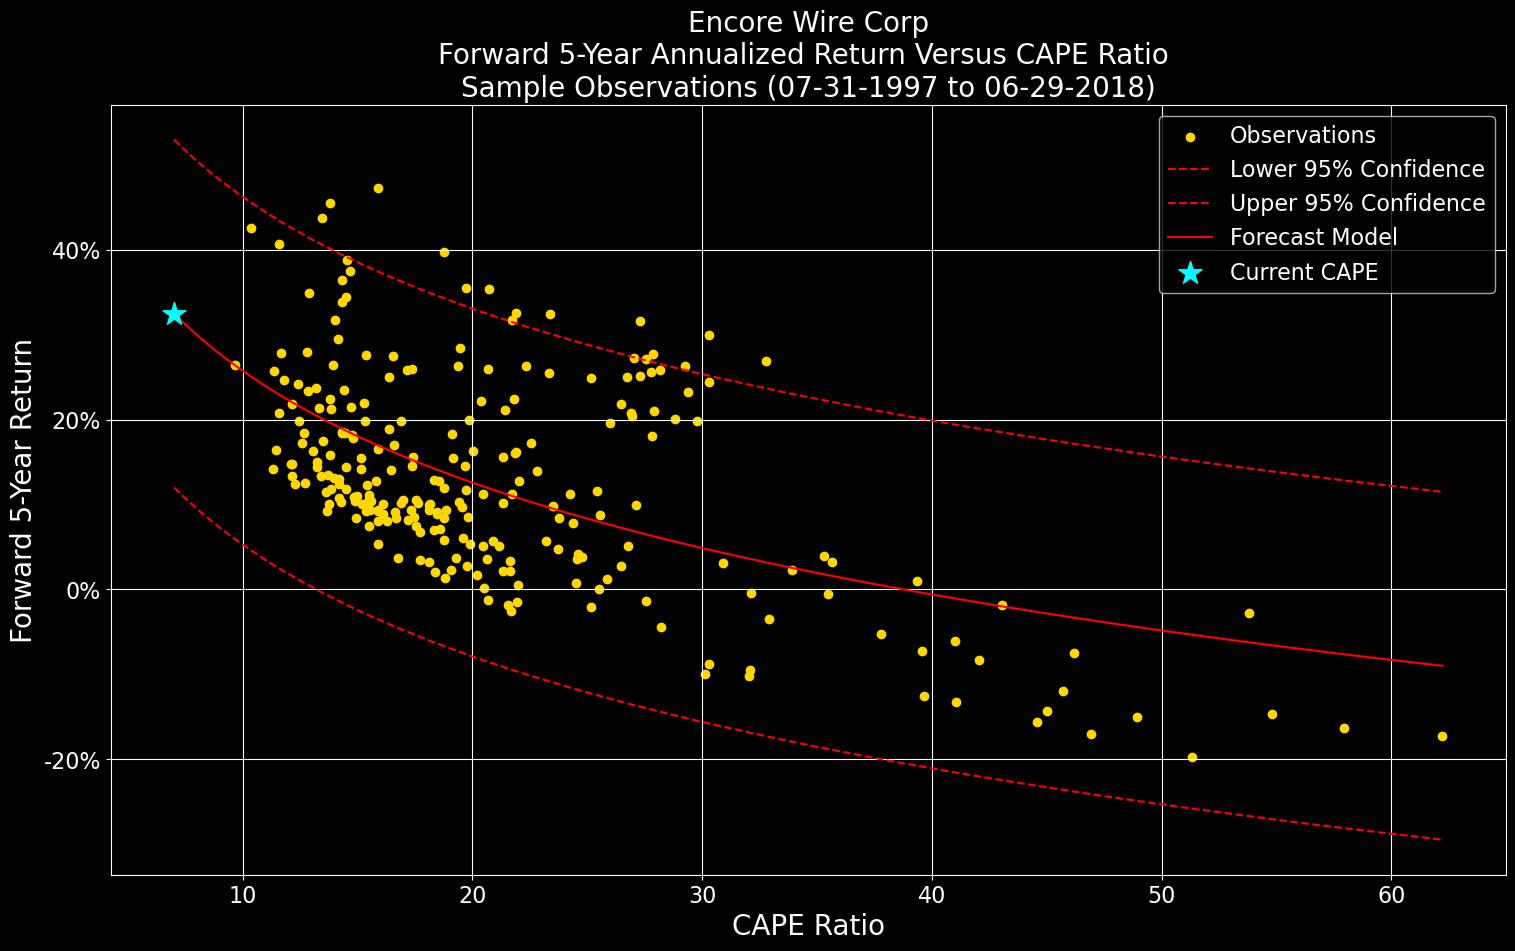 Encore Wire Corp
Forward 5-Year Annualized Return Versus CAPE Ratio
Sample Observations (07-31-1997 to 06-29-2018)
Observations
Lower 95% Confidence
Upper 95% Confidence
Forecast Model
Current CAPE
Forward 5-Year Return
40%
20%
0%
-20%
10 20 30 40 50 60
CAPE Ratio